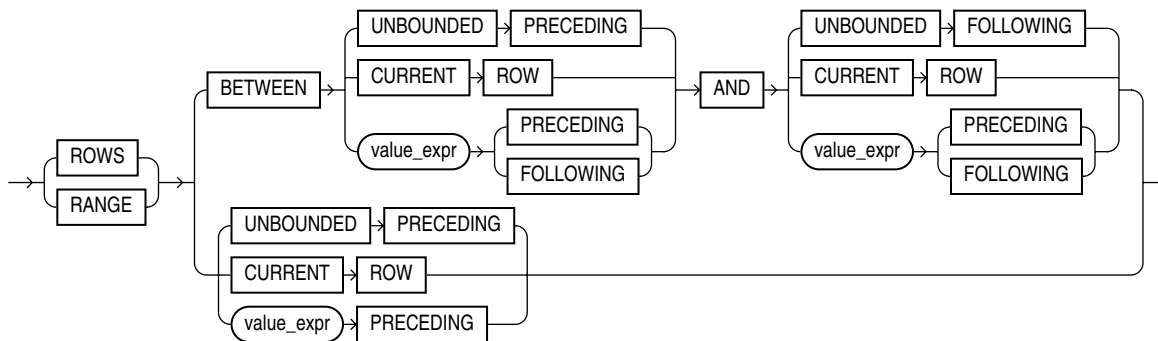 UNBOUNDED PRECEDING UNBOUNDED FOLLOWING
CURRENT ROW CURRENT ROW
BETWEEN AND
value_expr PRECEDING value_expr PRECEDING
FOLLOWING FOLLOWING
ROWS
RANGE
UNBOUNDED PRECEDING
CURRENT ROW
value_expr PRECEDING